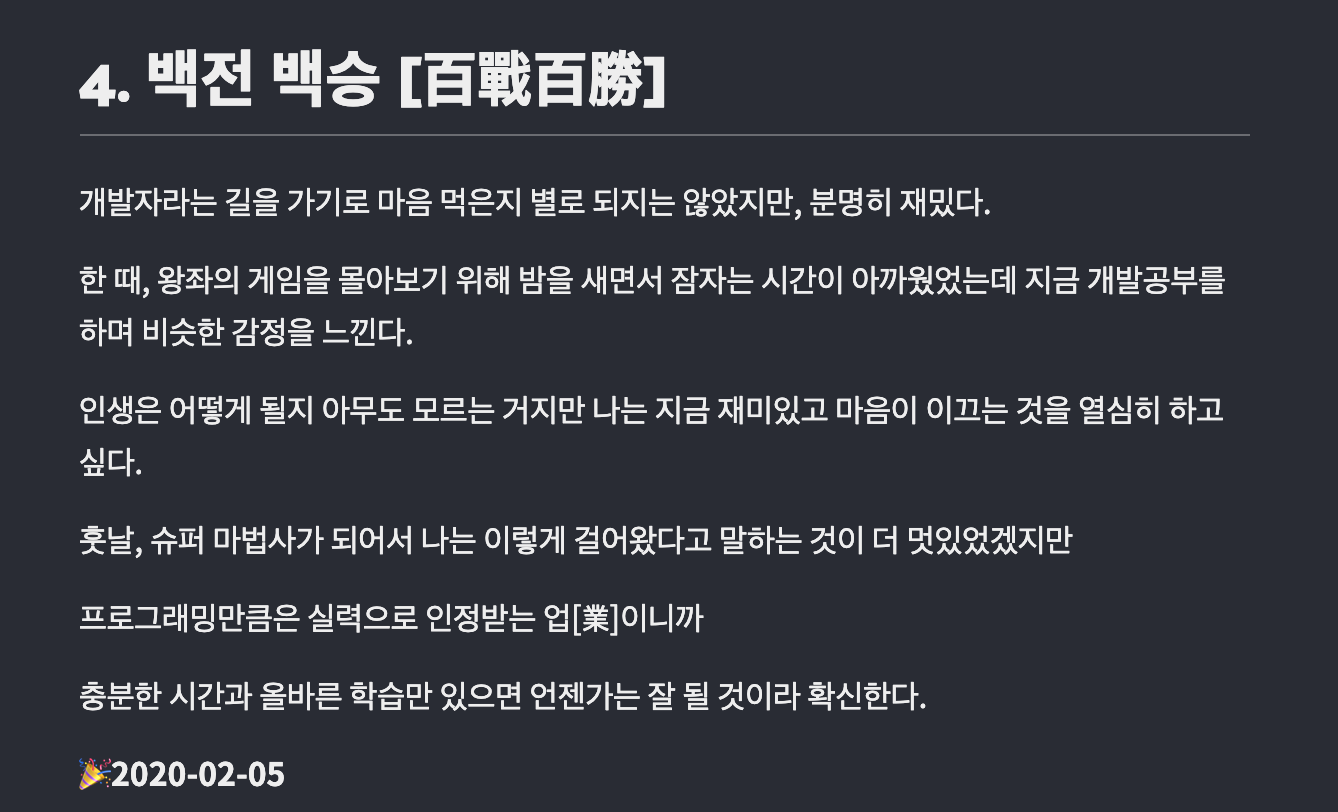 4. 백전 백승 [百戰百勝]
개발자라는 길을 가기로 마음 먹은지 별로 되지는 않았지만, 분명히 재밌다.
한 때, 왕좌의 게임을 몰아보기 위해 밤을 새면서 잠자는 시간이 아까웠었는데 지금 개발공부를
하며 비슷한 감정을 느낀다.
인생은 어떻게 될지 아무도 모르는 거지만 나는 지금 재미있고 마음이 이끄는 것을 열심히 하고
싶다.
훗날, 슈퍼 마법사가 되어서 나는 이렇게 걸어왔다고 말하는 것이 더 멋있었겠지만
프로그래밍만큼은 실력으로 인정받는 업[業]이니까
충분한 시간과 올바른 학습만 있으면 언젠가는 잘 될 것이라 확신한다.
🎉2020-02-05